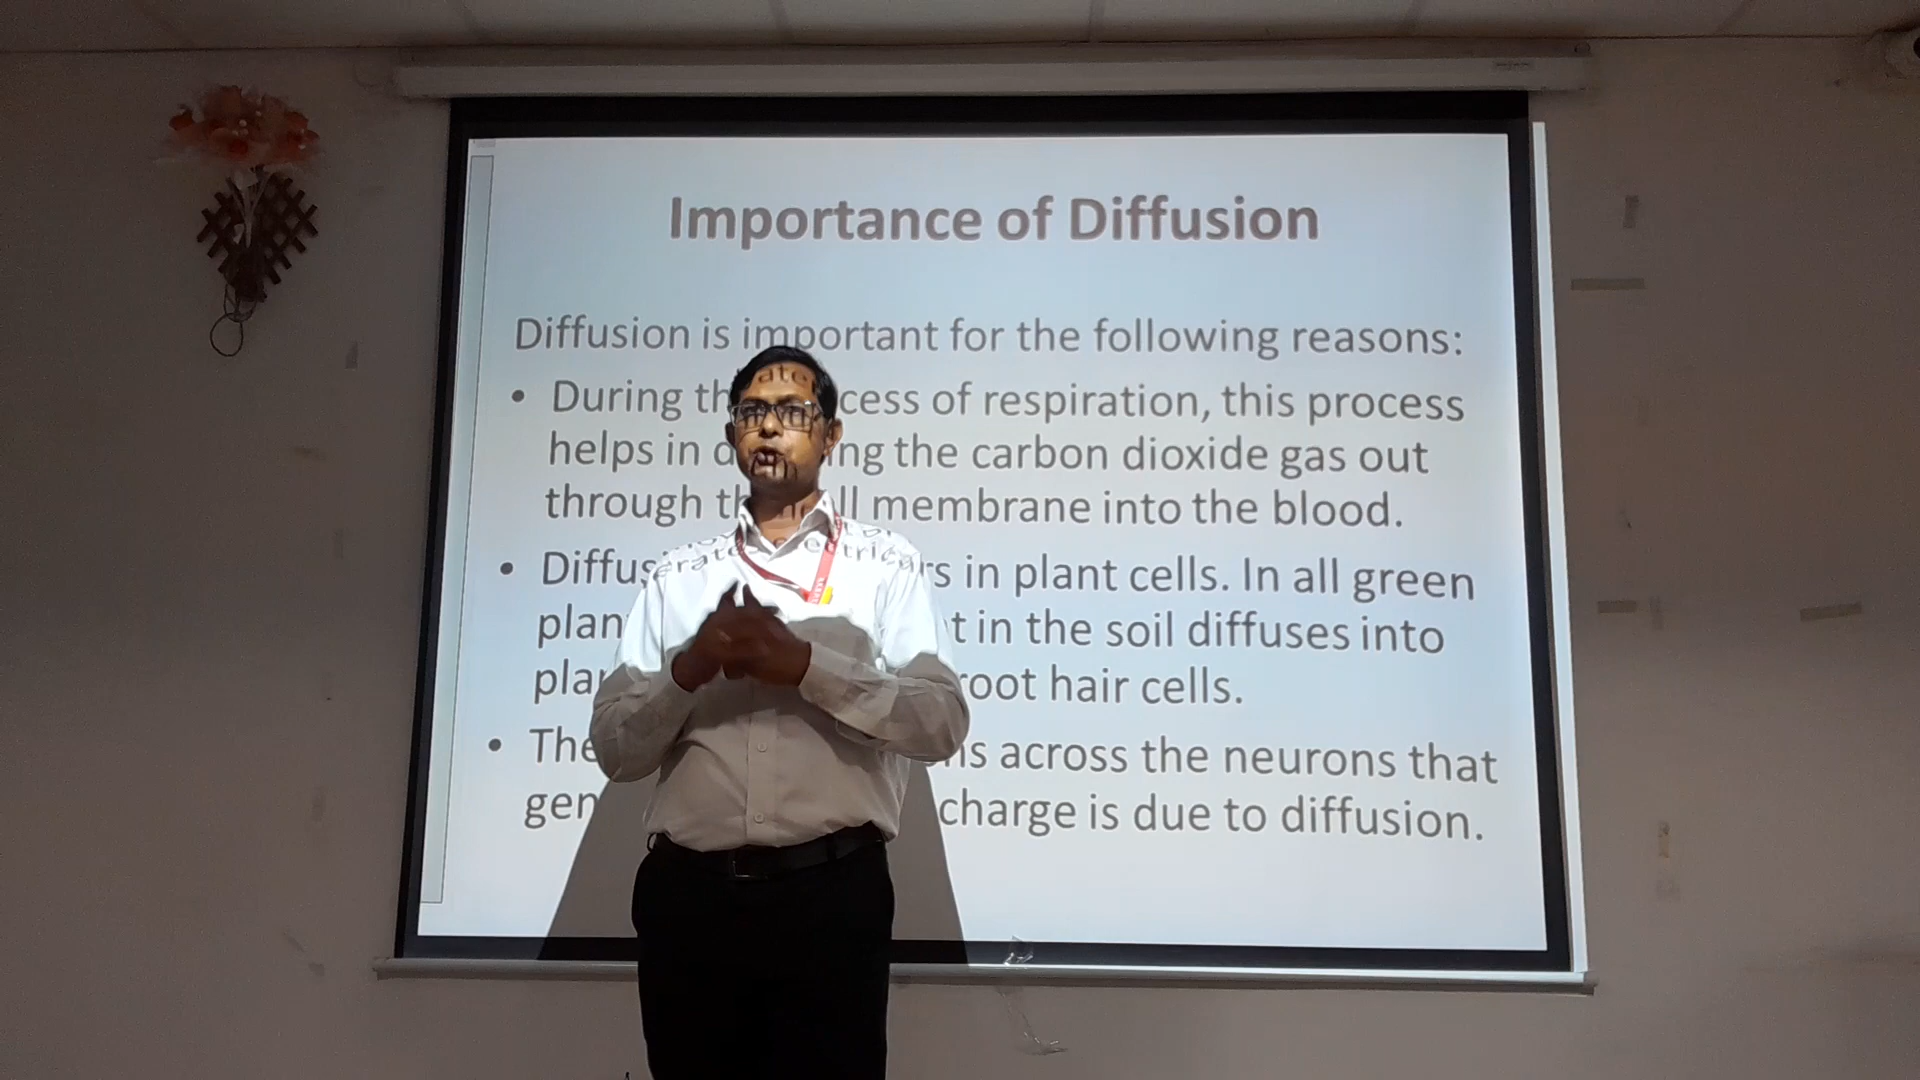 Importance of Diffusion
Diffusion is important for the following reasons:
• During th cess of respiration, this process
helps in d ing the carbon dioxide gas out
through th ll membrane into the blood.
• Diffus rs in plant cells. In all green
plan t in the soil diffuses into
plan root hair cells.
• The ns across the neurons that
gen charge is due to diffusion.